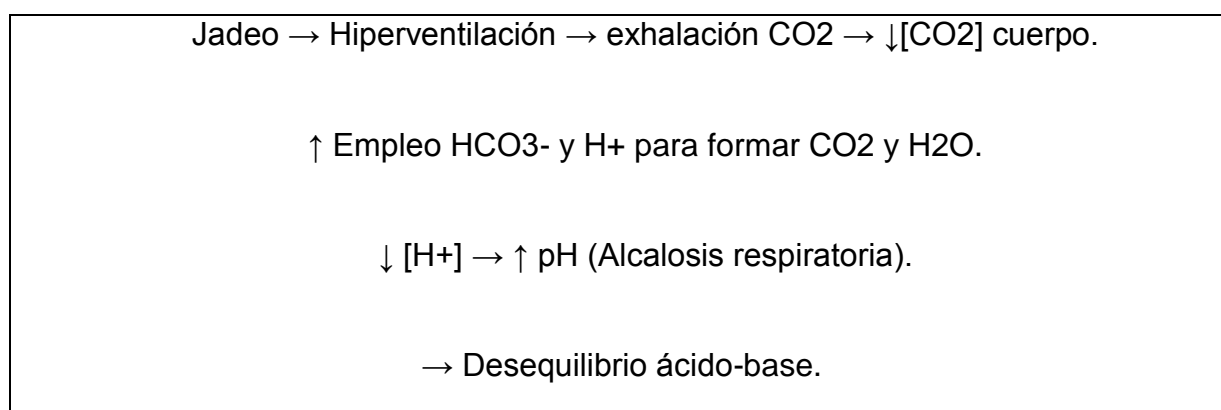 Jadeo → Hiperventilación → exhalación CO2 → ↓[CO2] cuerpo.
↑ Empleo HCO3- y H+ para formar CO2 y H2O.
↓ [H+] → ↑ pH (Alcalosis respiratoria).
→ Desequilibrio ácido-base.